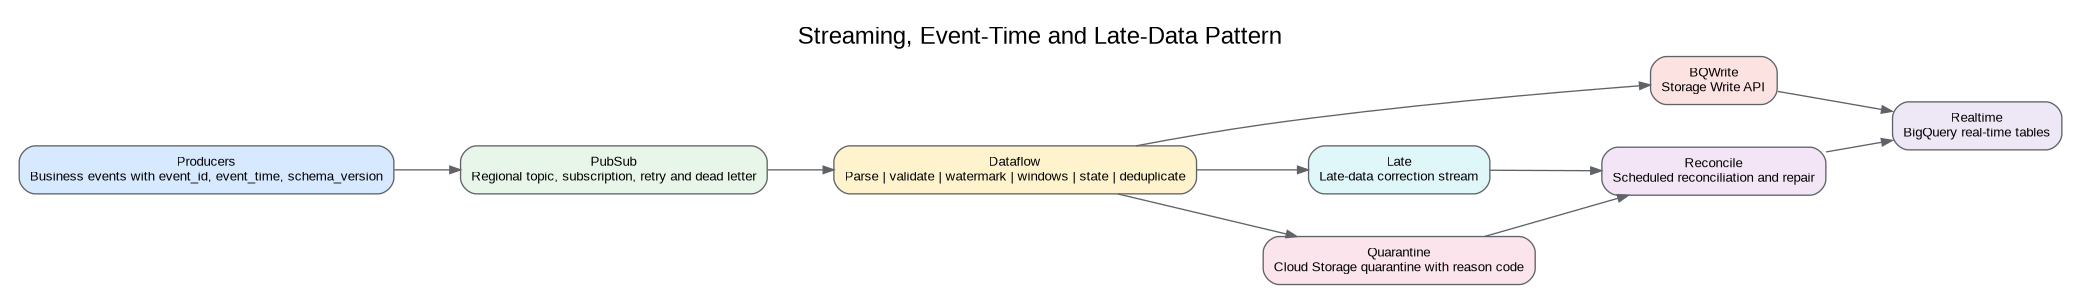 Streaming, Event-Time and Late-Data Pattern
Producers
Business events with event_id, event_time, schema_version
PubSub
Regional topic, subscription, retry and dead letter
Dataflow
Parse | validate | watermark | windows | state | deduplicate
BQWrite
Storage Write API
Late
Late-data correction stream
Quarantine
Cloud Storage quarantine with reason code
Reconcile
Scheduled reconciliation and repair
Realtime
BigQuery real-time tables